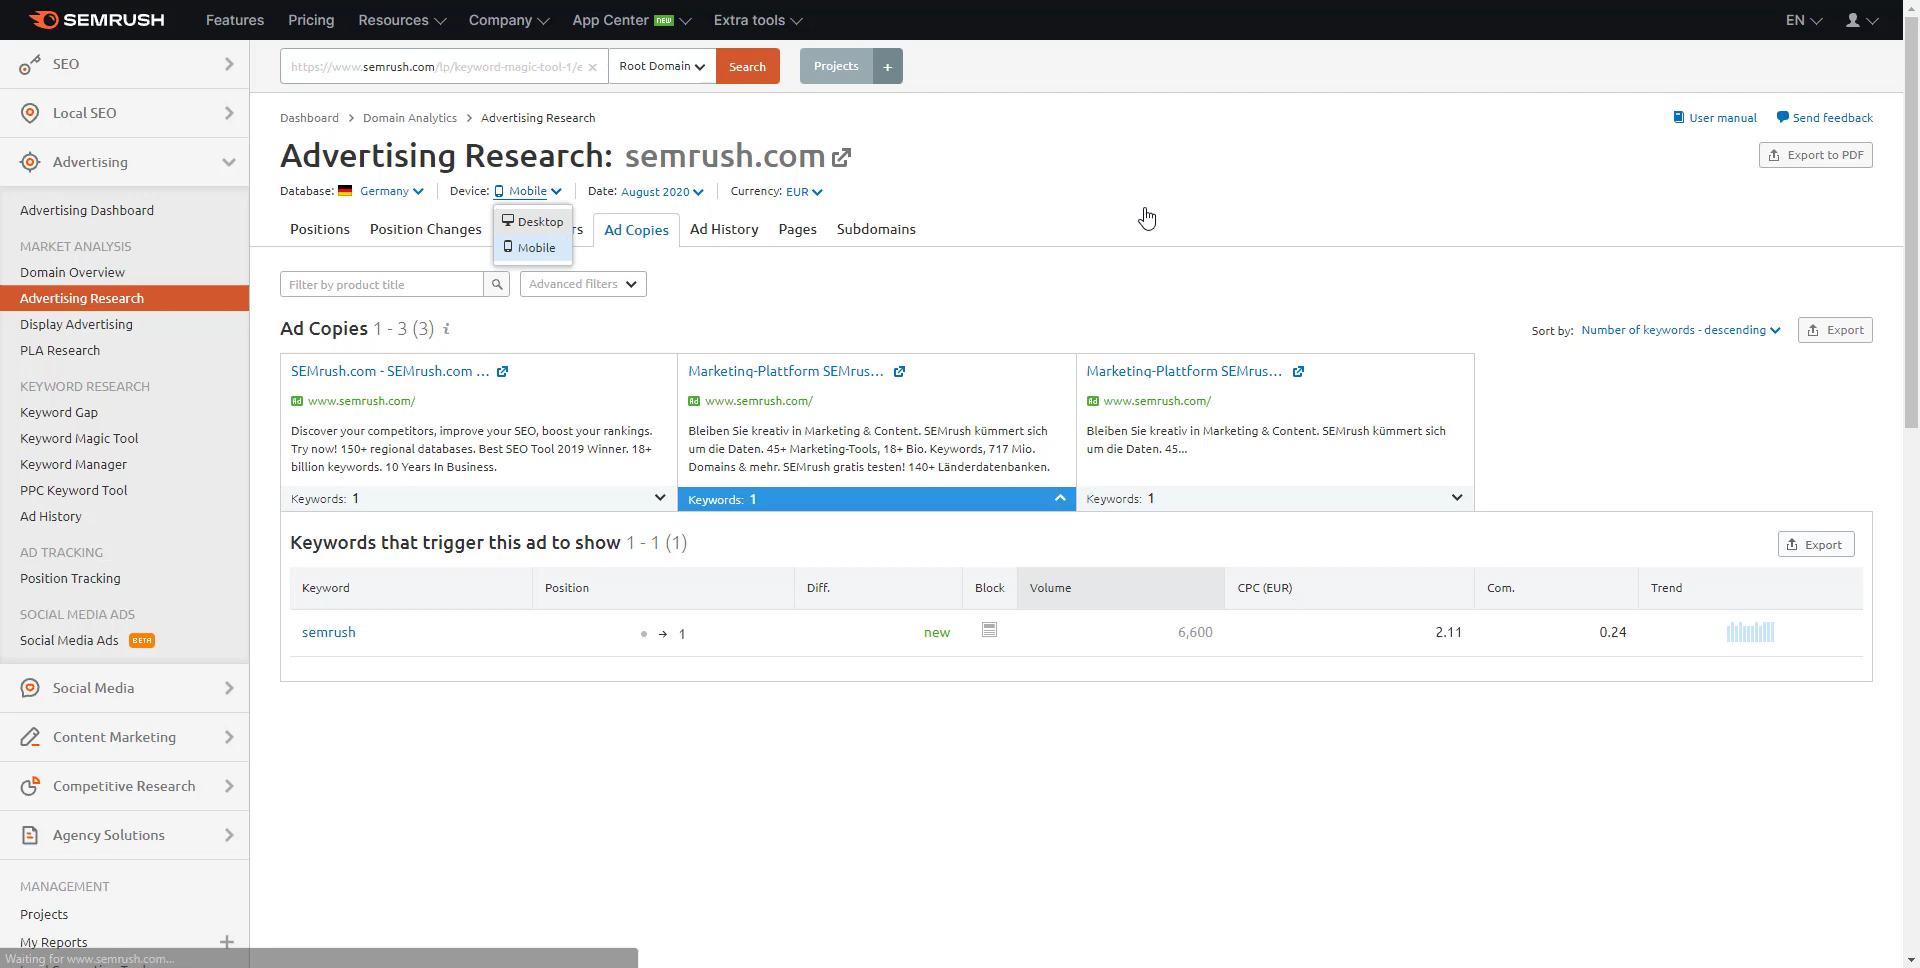 SEMRUSH
Features
Pricing
Resources
Company
App Center NEW
Extra tools
EN
https://www.semrush.com/lp/keyword-magic-tool-1/e
Root Domain
Search
Projects
+
SEO
Local SEO
Advertising
Advertising Dashboard
MARKET ANALYSIS
Domain Overview
Advertising Research
Display Advertising
PLA Research
KEYWORD RESEARCH
Keyword Gap
Keyword Magic Tool
Keyword Manager
PPC Keyword Tool
Ad History
AD TRACKING
Position Tracking
SOCIAL MEDIA ADS
Social Media Ads BETA
Social Media
Content Marketing
Competitive Research
Agency Solutions
MANAGEMENT
Projects
My Reports
Waiting for www.semrush.com...
Dashboard > Domain Analytics > Advertising Research
User manual
Send feedback
Advertising Research: semrush.com
Export to PDF
Database: Germany
Device: Mobile
Date: August 2020
Currency: EUR
Desktop
Mobile
Positions
Position Changes
rs
Ad Copies
Ad History
Pages
Subdomains
Filter by product title
Advanced filters
Ad Copies 1 - 3 (3) i
Sort by: Number of keywords - descending
Export
SEMrush.com - SEMrush.com ...
Ad www.semrush.com/
Discover your competitors, improve your SEO, boost your rankings.
Try now! 150+ regional databases. Best SEO Tool 2019 Winner. 18+
billion keywords. 10 Years In Business.
Keywords: 1
Marketing-Plattform SEMrus...
Ad www.semrush.com/
Bleiben Sie kreativ in Marketing & Content. SEMrush kümmert sich
um die Daten. 45+ Marketing-Tools, 18+ Bio. Keywords, 717 Mio.
Domains & mehr. SEMrush gratis testen! 140+ Länderdatenbanken.
Keywords: 1
Marketing-Plattform SEMrus...
Ad www.semrush.com/
Bleiben Sie kreativ in Marketing & Content. SEMrush kümmert sich
um die Daten. 45...
Keywords: 1
Keywords that trigger this ad to show 1 - 1 (1)
Export
Keyword
Position
Diff.
Block
Volume
CPC (EUR)
Com.
Trend
semrush
1
new
6,600
2.11
0.24